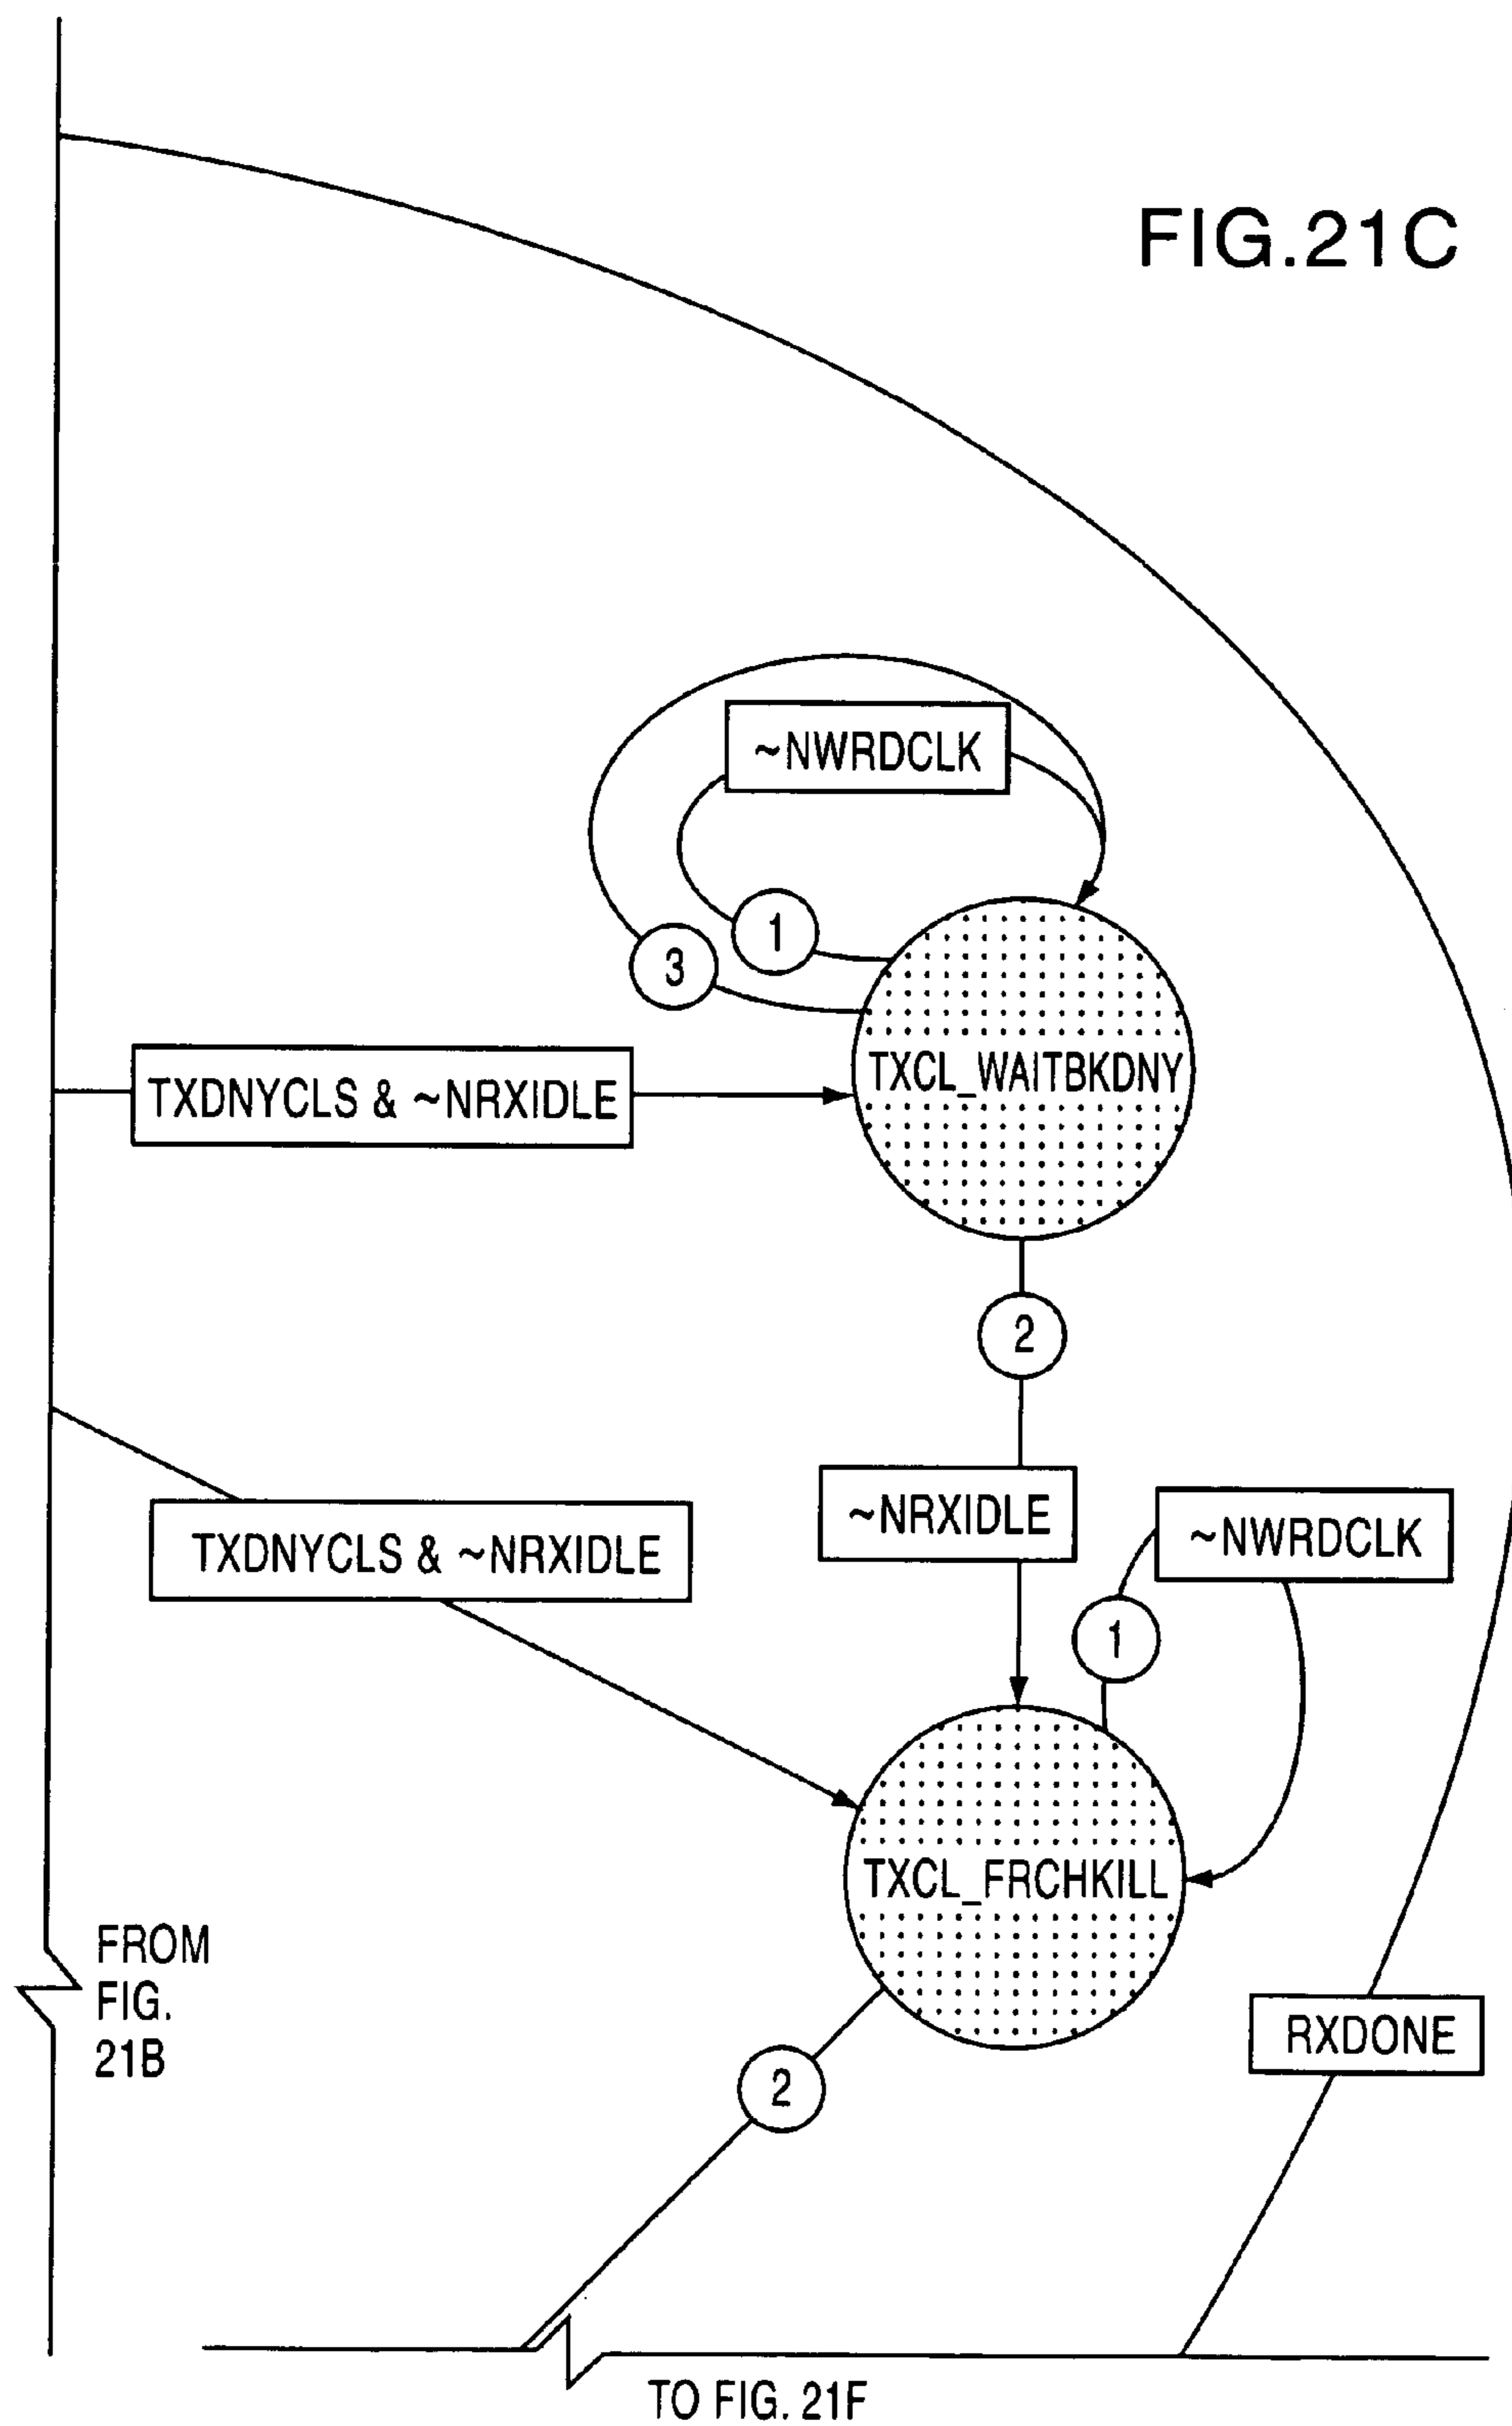 FIG.21C
~NWRDCLK
1
3
TXCL_WAITBKDNY
TXDNYCLS & ~NRXIDLE
2
~NRXIDLE
~NWRDCLK
TXDNYCLS & ~NRXIDLE
1
TXCL_FRCHKILL
FROM
FIG.
21B
RXDONE
2
TO FIG. 21F